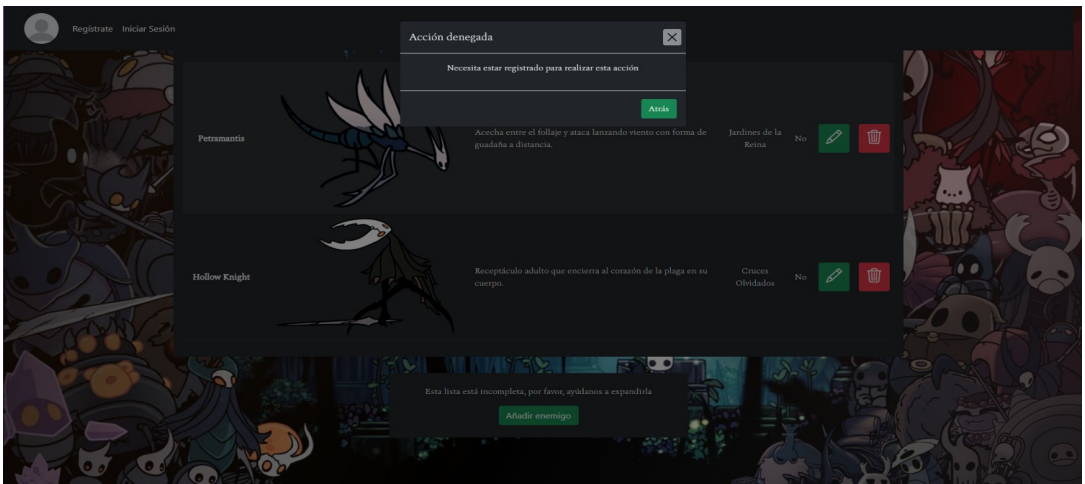 Regístrate Iniciar Sesión
Acción denegada
Necesita estar registrado para realizar esta acción
Atrás
Petramantis
Acecha entre el follaje y ataca lanzando viento con forma de
guadaña a distancia.
Jardines de la
Reina
No
Hollow Knight
Receptáculo adulto que encierra al corazón de la plaga en su
cuerpo.
Cruces
Olvidados
No
Esta lista está incompleta, por favor, ayúdanos a expandirla
Añadir enemigo